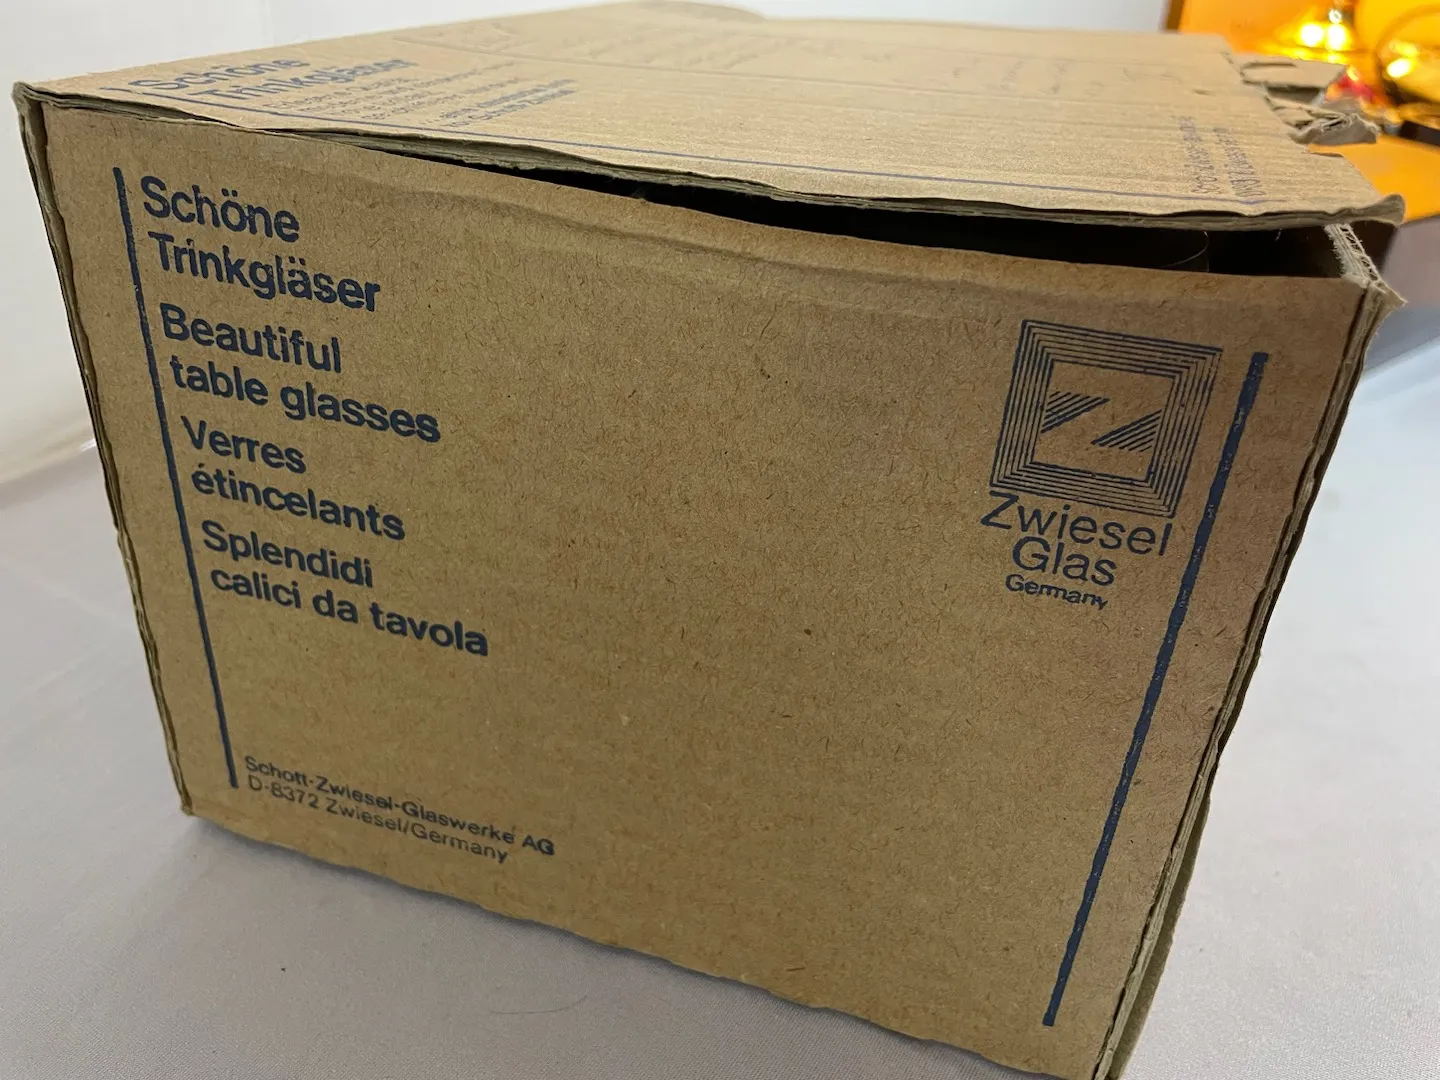 Schöne
Trinkgläser
Schöne
Trinkgläser
Beautiful
table glasses
Verres
étincelants
Splendidi
calici da tavola
Zwiesel
Glas
Germany
Schott-Zwiesel-Glaswerke AG
D-8372 Zwiesel/Germany